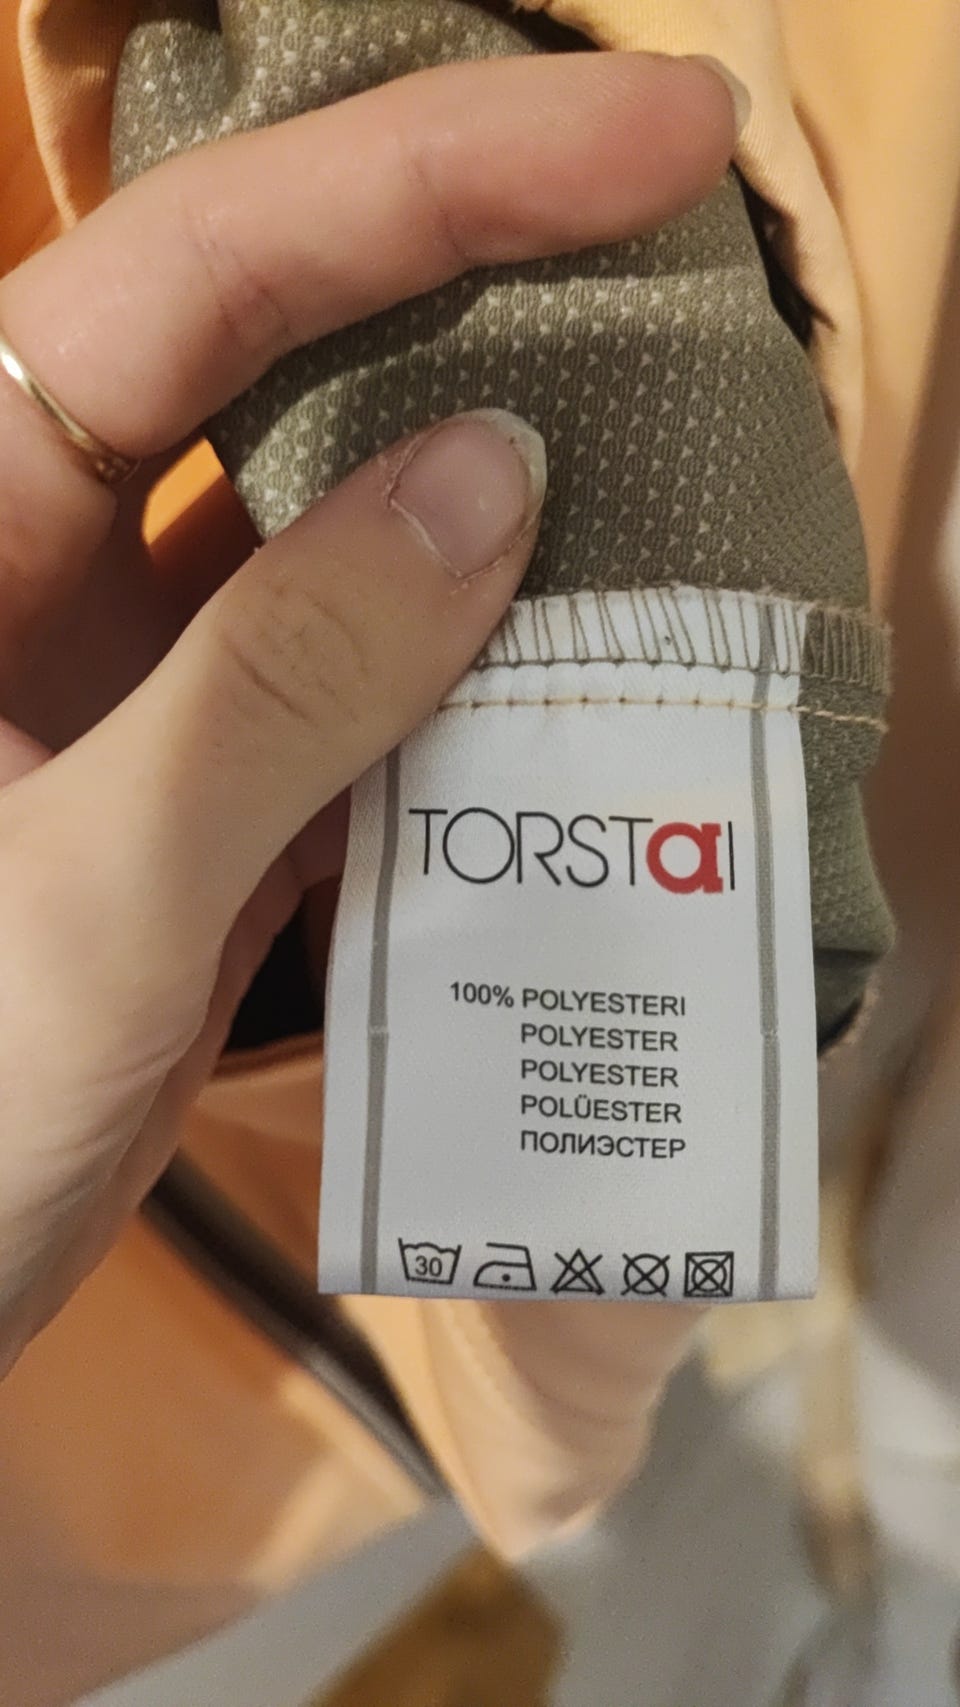 TORSTaI
100% POLYESTERI
POLYESTER
POLYESTER
POLÜESTER
ПОЛИЭСТЕР
30